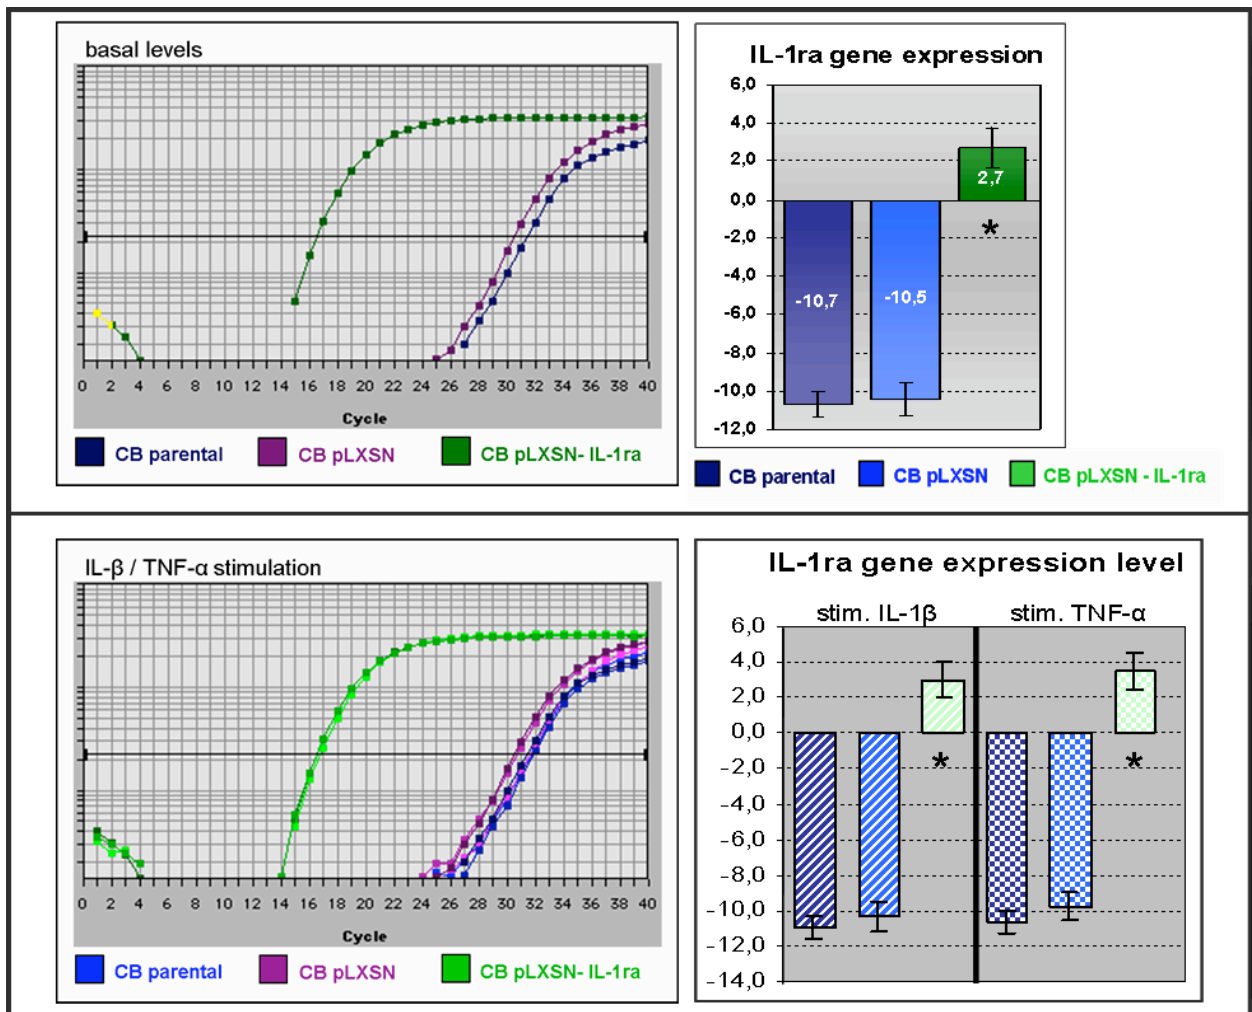 basal levels
0 2 4 6 8 10 12 14 16 18 20 22 24 26 28 30 32 34 36 38 40
Cycle
CB parental CB pLXSN CB pLXSN- IL-1ra
IL-1ra gene expression
6,0
4,0
2,0
0,0
-2,0
-4,0
-6,0
-8,0
-10,0
-12,0
-10,7
-10,5
2,7
*
CB parental CB pLXSN CB pLXSN - IL-1ra
IL-β / TNF-α stimulation
0 2 4 6 8 10 12 14 16 18 20 22 24 26 28 30 32 34 36 38 40
Cycle
CB parental CB pLXSN CB pLXSN- IL-1ra
IL-1ra gene expression level
stim. IL-1β stim. TNF-α
6,0
4,0
2,0
0,0
-2,0
-4,0
-6,0
-8,0
-10,0
-12,0
-14,0
* *